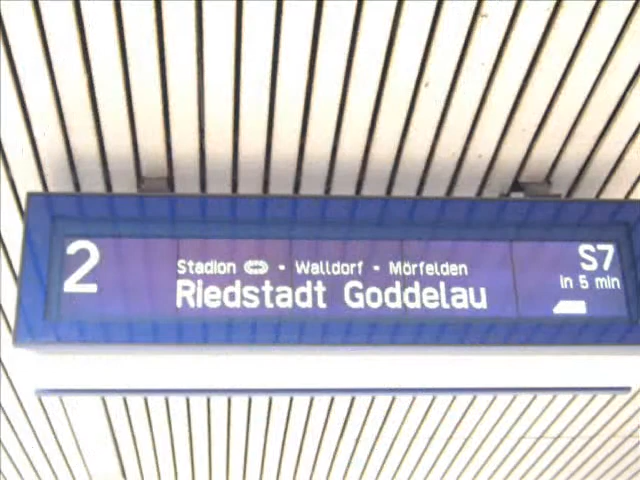 2
Stadion - Walldorf - Mörfelden
Riedstadt Goddelau
S7
in 5 min